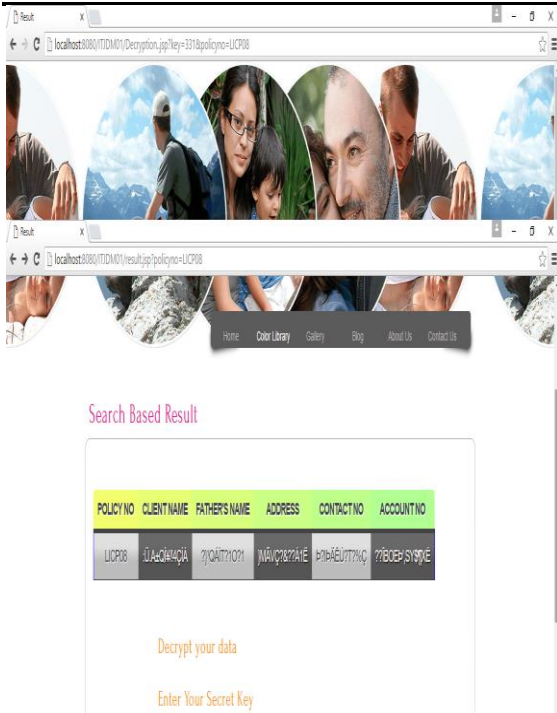 Result
localhost:8080/ITJDM01/Decryption.jsp?key=331&policyno=LICP08
Result
localhost:8080/ITJDM01/result.jsp?policyno=LICP08
Home Color Library Gallery Blog About Us Contact Us
Search Based Result
POLICY NO CLIENT NAME FATHER'S NAME ADDRESS CONTACT NO ACCOUNT NO
LICP08
Decrypt your data
Enter Your Secret Key